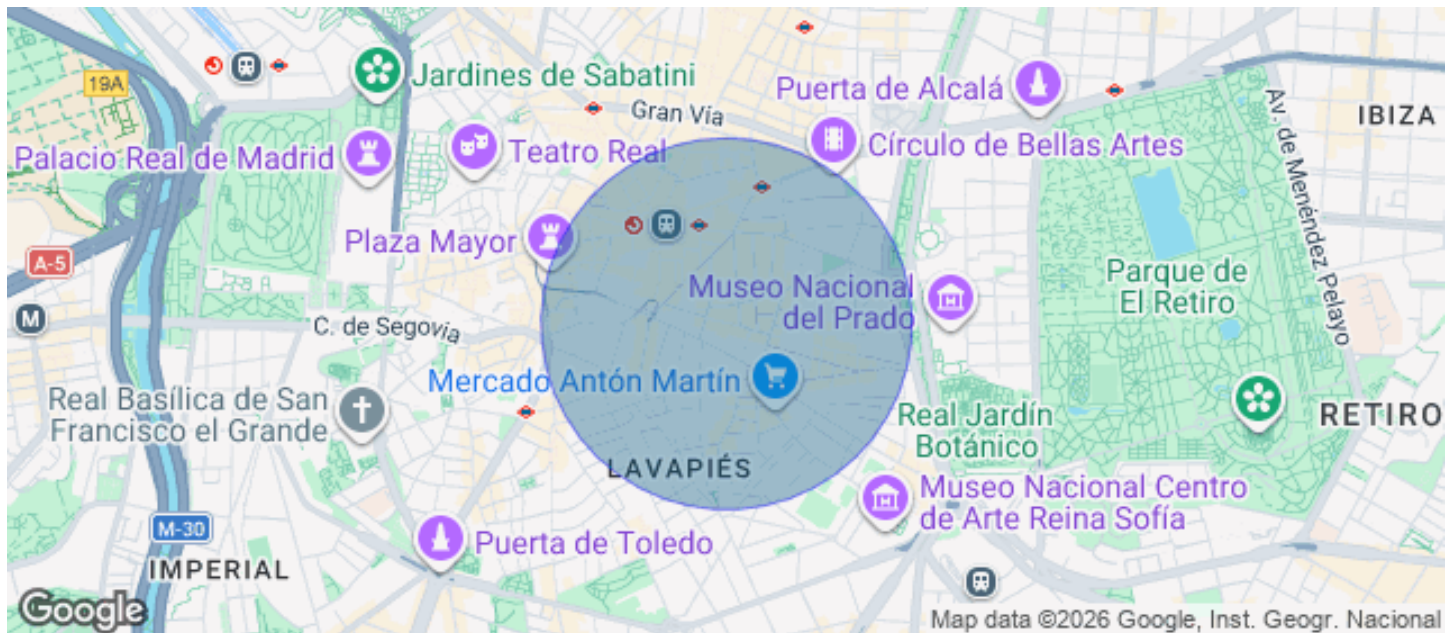 19A
Jardines de Sabatini
Gran Vía
Puerta de Alcalá
IBIZA
Palacio Real de Madrid
Teatro Real
Círculo de Bellas Artes
Av. de Menéndez Pelayo
A-5
Plaza Mayor
Museo Nacional
del Prado
Parque de
El Retiro
M
C. de Segovia
Mercado Antón Martín
Real Basílica de San
Francisco el Grande
Real Jardín
Botánico
RETIRO
LAVAPIÉS
Museo Nacional Centro
de Arte Reina Sofía
M-30
Puerta de Toledo
IMPERIAL
Google
Map data ©2026 Google, Inst. Geogr. Nacional